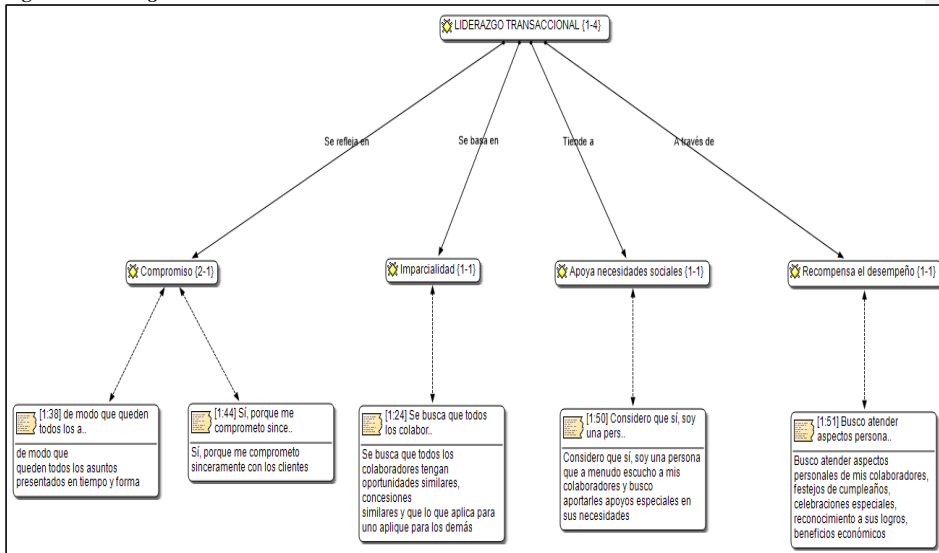 LIDERAZGO TRANSACCIONAL {1-4}
Se refleja en
Se basa en
Tiende a
A través de
Compromiso {2-1}
Imparcialidad {1-1}
Apoya necesidades sociales {1-1}
Recompensa el desempeño {1-1}
[1:38] de modo que queden
todos los a..
de modo que
queden todos los asuntos
presentados en tiempo y forma
[1:44] Sí, porque me
comprometo since..
Sí, porque me comprometo
sinceramente con los clientes
[1:24] Se busca que todos
los colabor..
Se busca que todos los
colaboradores tengan
oportunidades similares,
concesiones
similares y que lo que aplica para
uno aplique para los demás
[1:50] Considero que sí, soy
una pers..
Considero que sí, soy una persona
que a menudo escucho a mis
colaboradores y busco
aportarles apoyos especiales en
sus necesidades
[1:51] Busco atender
aspectos persona..
Busco atender aspectos
personales de mis colaboradores,
festejos de cumpleaños,
celebraciones especiales,
reconocimiento a sus logros,
beneficios económicos